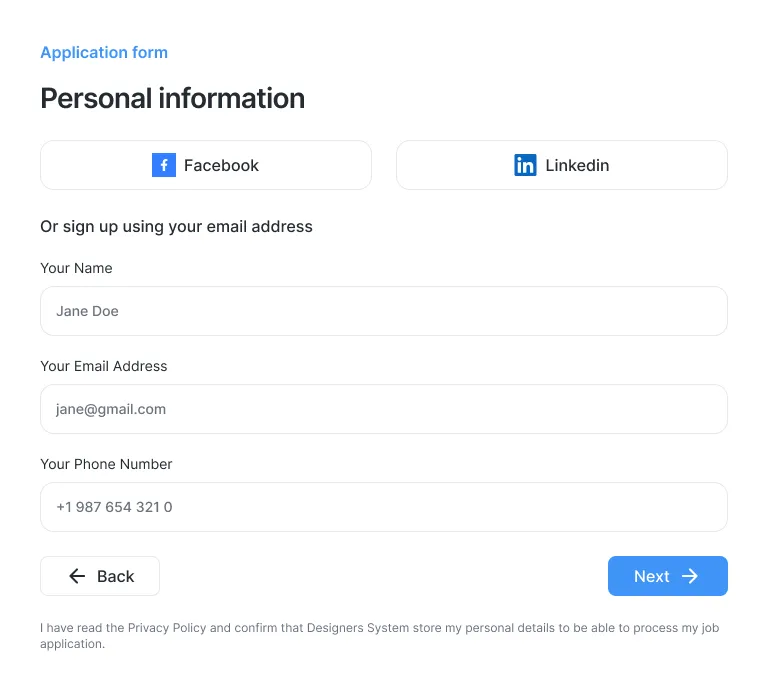 Application form
Personal information
Facebook
Linkedin
Or sign up using your email address
Your Name
Jane Doe
Your Email Address
jane@gmail.com
Your Phone Number
+1 987 654 321 0
Back
Next
I have read the Privacy Policy and confirm that Designers System store my personal details to be able to process my job
application.